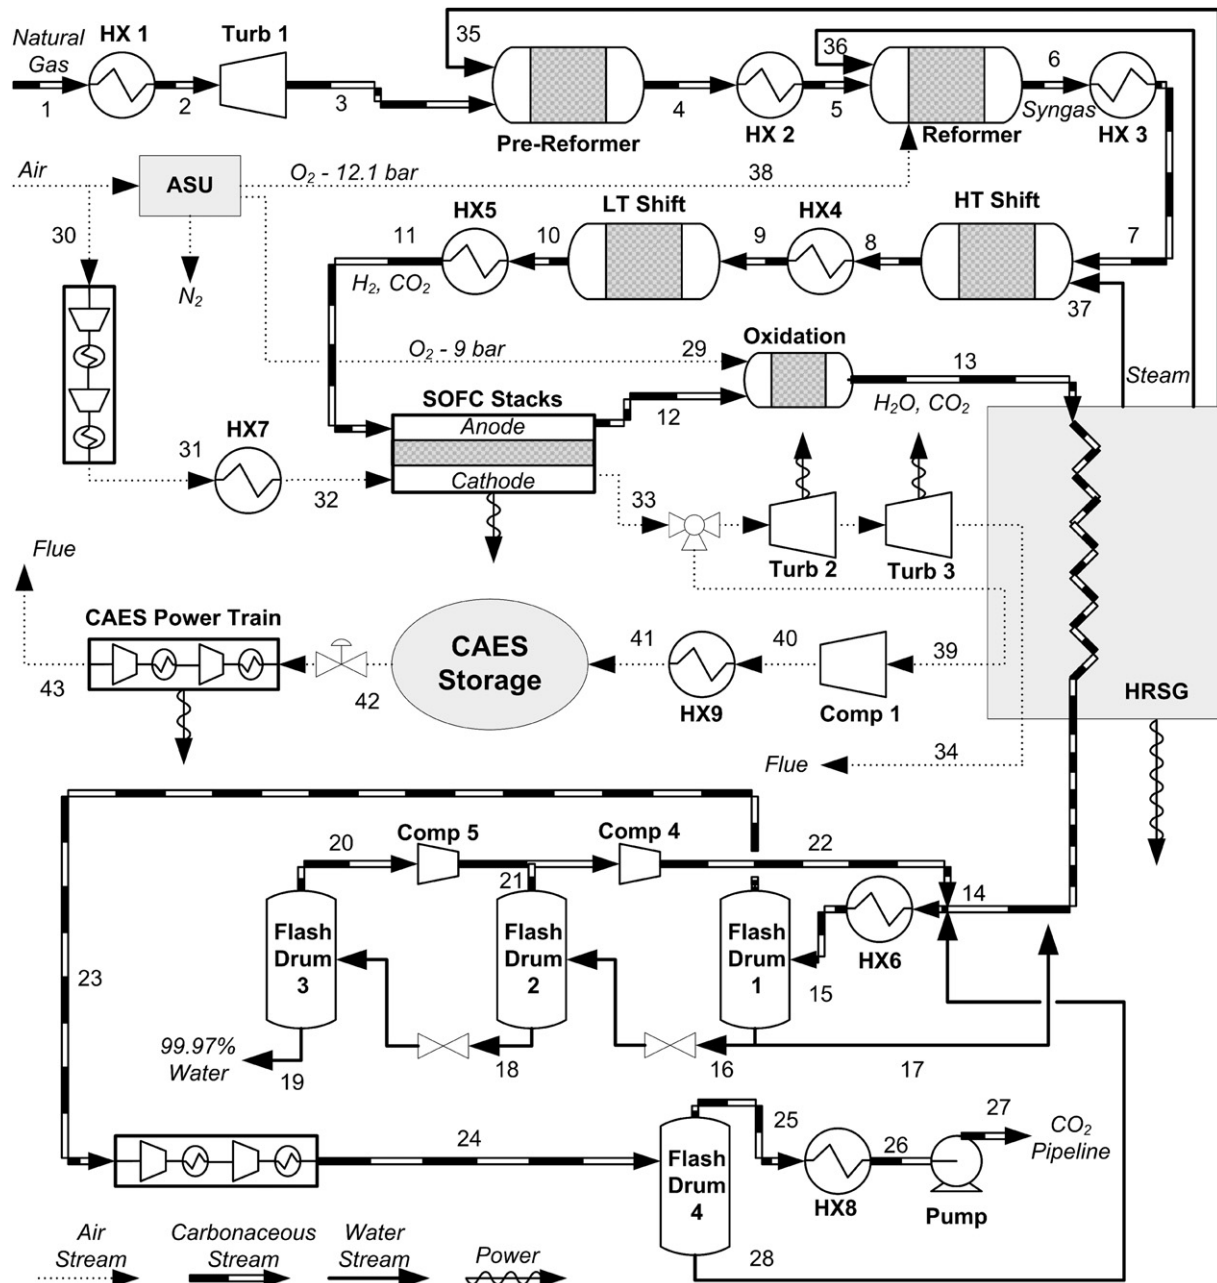 Natural
Gas
HX 1
Turb 1
35
36
6
1
2
3
4
5
Syngas
Pre-Reformer
HX 2
Reformer
HX 3
Air
ASU
O2 - 12.1 bar
38
30
N2
11
HX5
10
LT Shift
9
HX4
8
HT Shift
7
H2, CO2
37
O2 - 9 bar
29
Oxidation
13
Steam
SOFC Stacks
12
H2O, CO2
Anode
HX7
31
32
Cathode
33
Turb 2
Turb 3
Flue
CAES Power Train
CAES
Storage
43
42
41
HX9
40
Comp 1
39
HRSG
Flue
34
20
Comp 5
Comp 4
22
21
14
Flash
Drum
3
Flash
Drum
2
Flash
Drum
1
HX6
23
15
99.97%
Water
19
18
16
17
24
Flash
Drum
4
25
HX8
26
Pump
27
CO2
Pipeline
28
Air
Stream
Carbonaceous
Stream
Water
Stream
Power